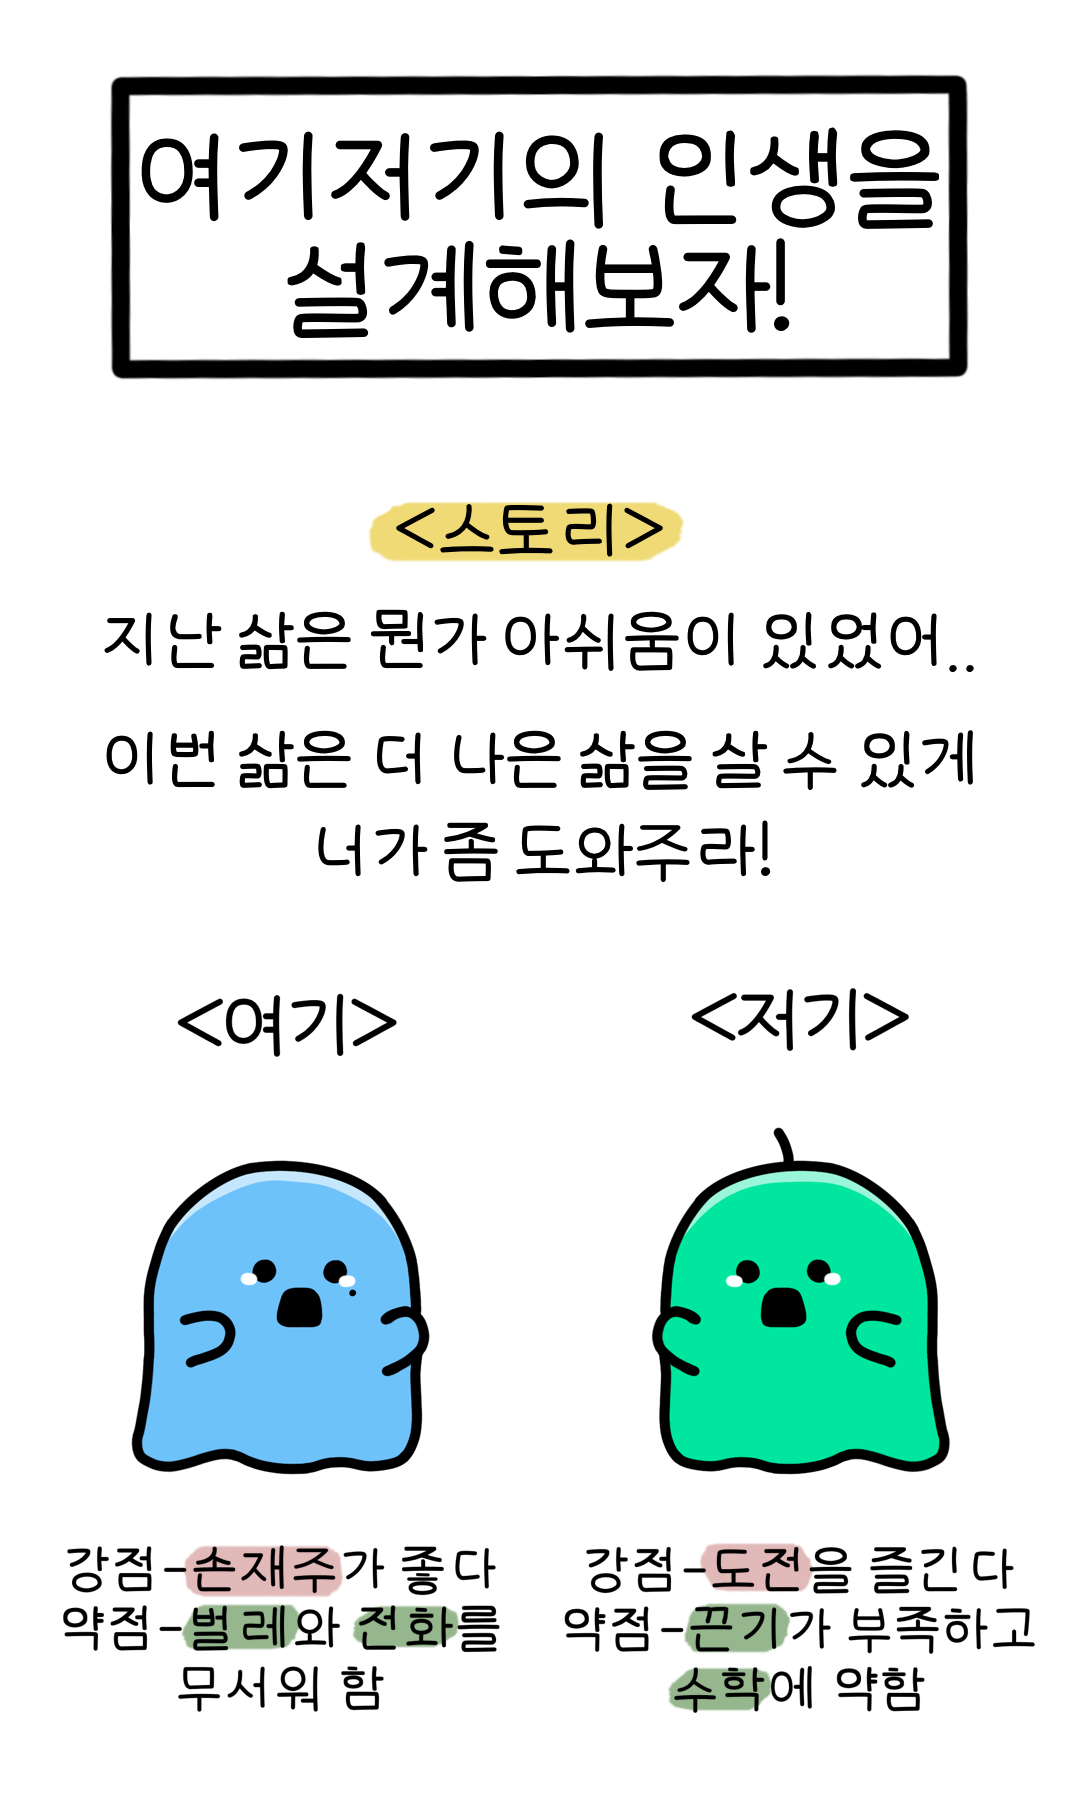 여기저기의 인생을
설계해보자!
<스토리>
지난 삶은 뭔가 아쉬움이 있었어..
이번 삶은 더 나은 삶을 살 수 있게
너가 좀 도와주라!
<여기>
<저기>
강점-손재주가 좋다
약점-벌레와 전화를
무서워 함
강점-도전을 즐긴다
약점-끈기가 부족하고
수학에 약함